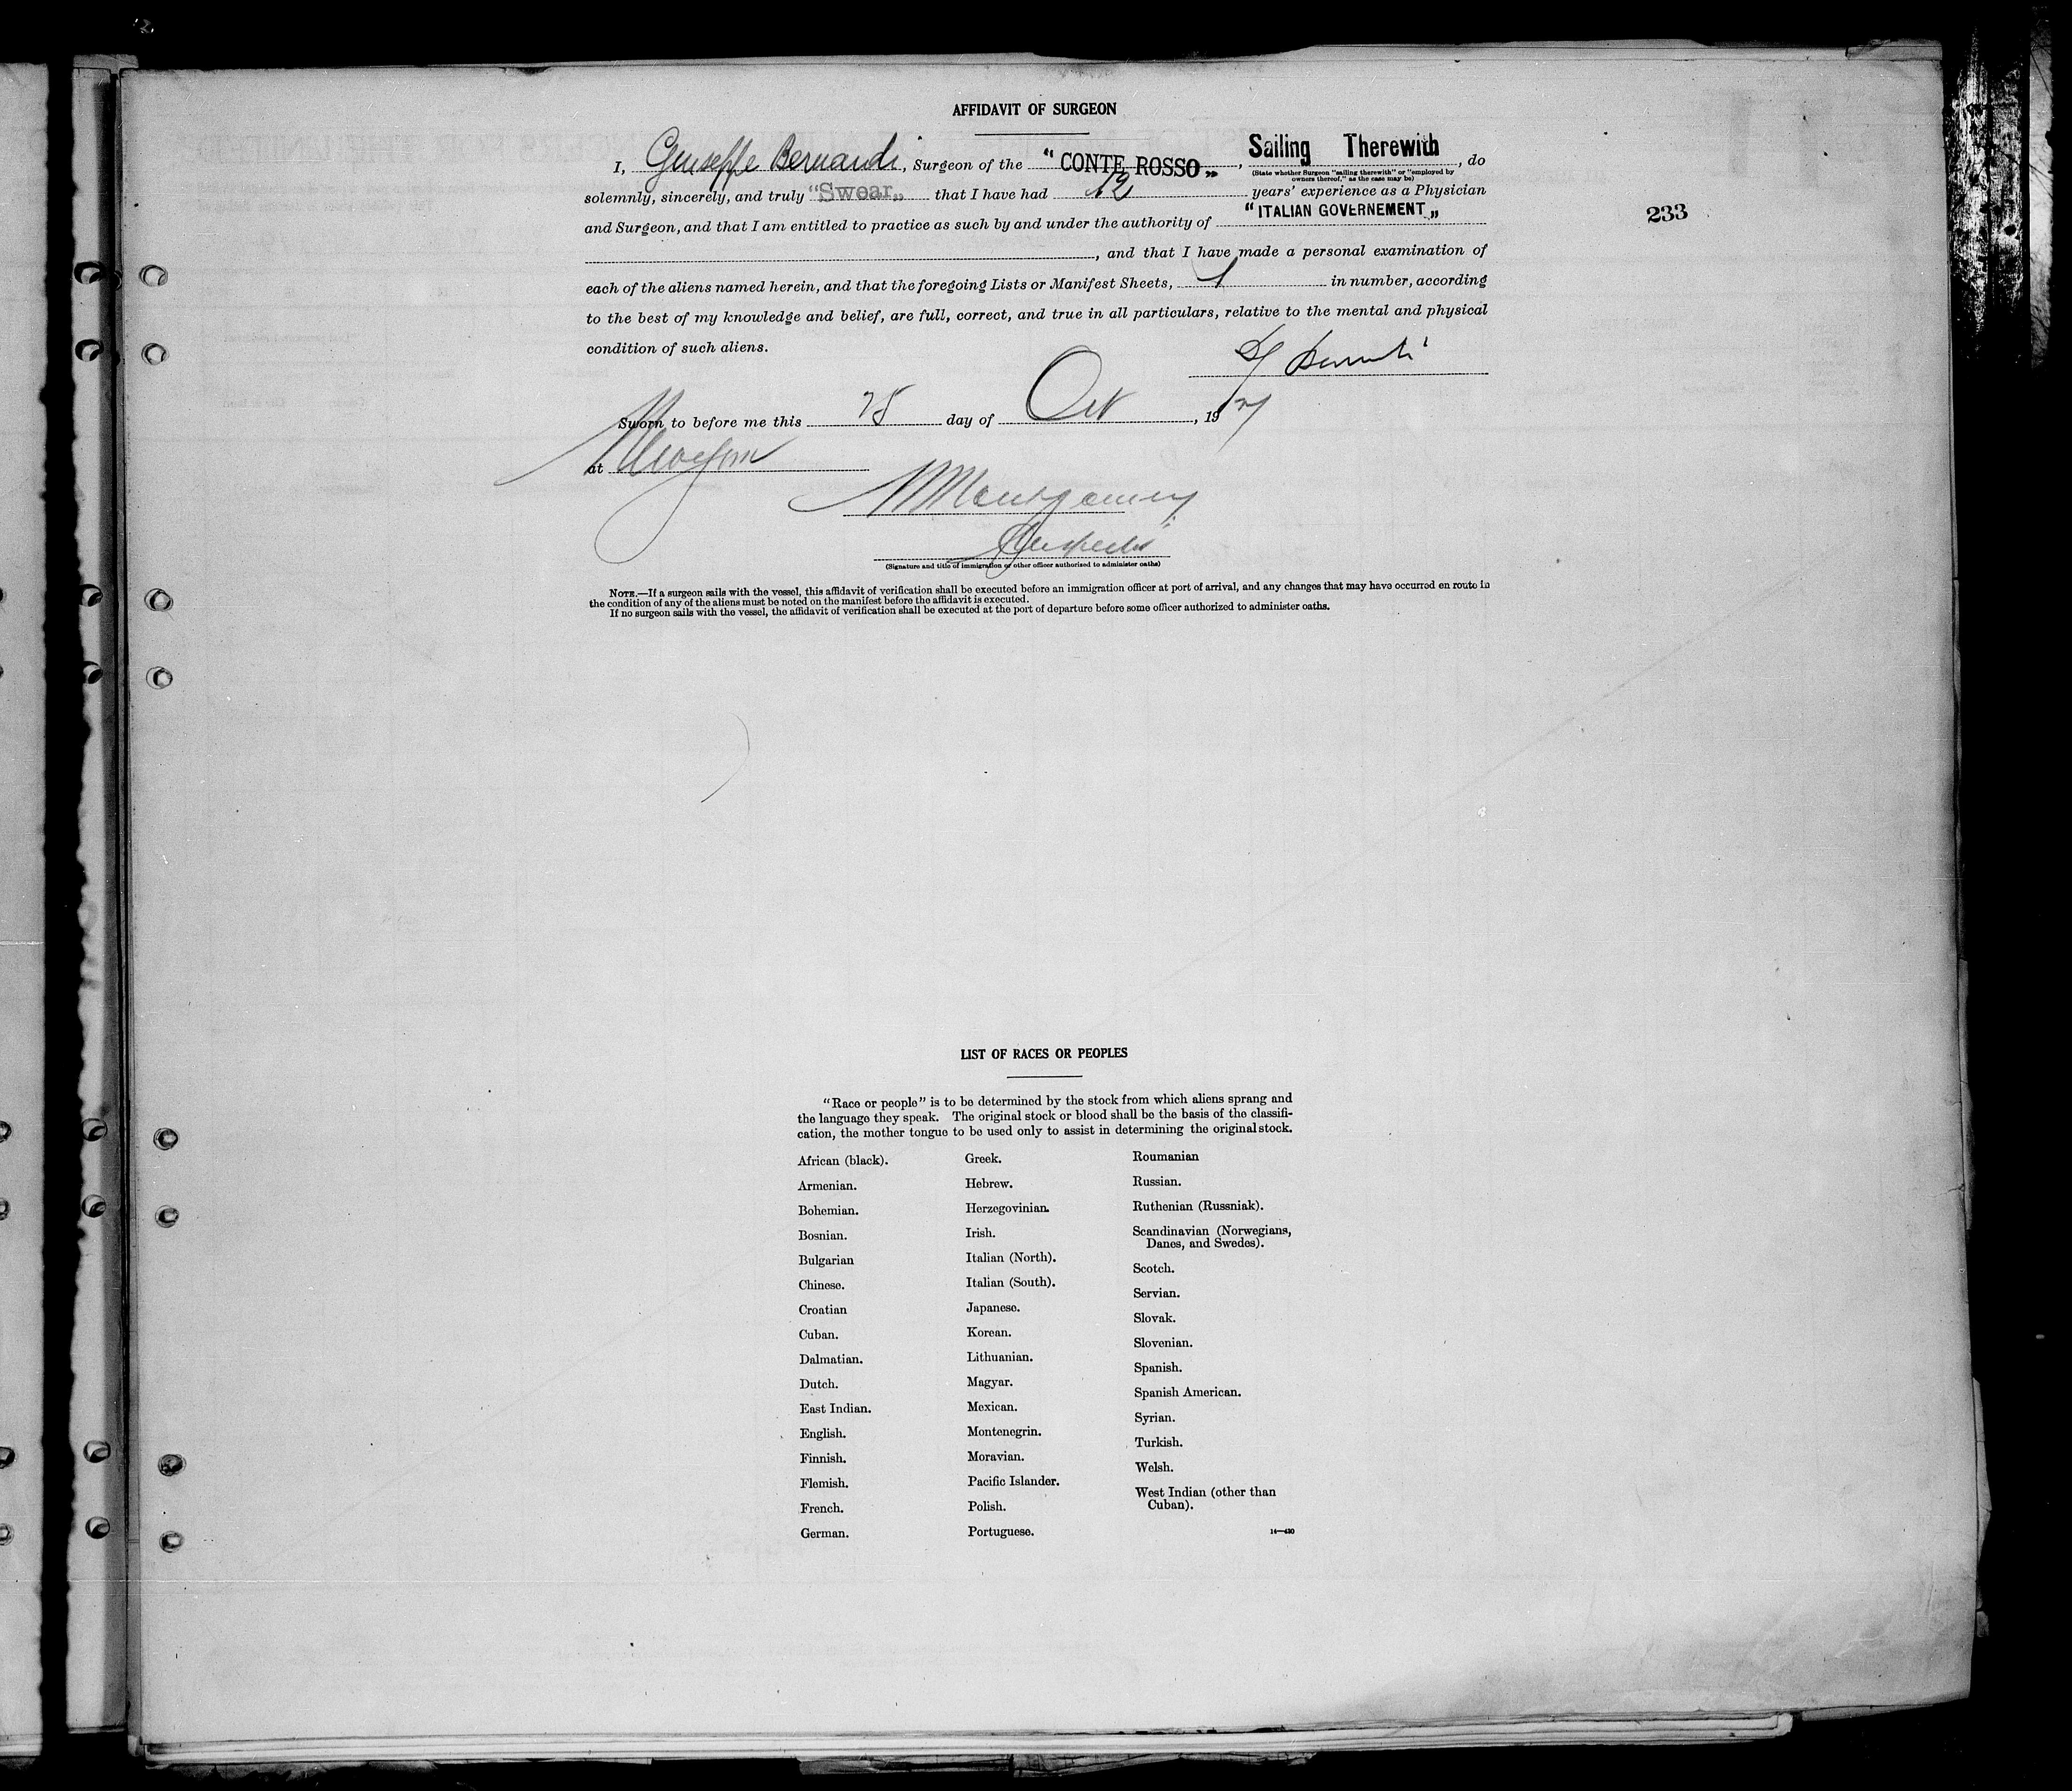 AFFIDAVIT OF SURGEON
I, Giuseppe Bernardi, Surgeon of the "CONTE ROSSO„, Sailing Therewith, do
(State whether Surgeon "sailing therewith" or "employed by
owners thereof," as the case may be)
solemnly, sincerely, and truly "Swear„ that I have had 12 years' experience as a Physician
and Surgeon, and that I am entitled to practice as such by and under the authority of "ITALIAN GOVERNEMENT„
233
, and that I have made a personal examination of
each of the aliens named herein, and that the foregoing Lists or Manifest Sheets, 1 in number, according
to the best of my knowledge and belief, are full, correct, and true in all particulars, relative to the mental and physical
condition of such aliens.
Sworn to before me this 28 day of Oct, 1927
at
Montgomery
Inspector
(Signature and title of immigration or other officer authorized to administer oaths)
NOTE.—If a surgeon sails with the vessel, this affidavit of verification shall be executed before an immigration officer at port of arrival, and any changes that may have occurred en route in
the condition of any of the aliens must be noted on the manifest before the affidavit is executed.
If no surgeon sails with the vessel, the affidavit of verification shall be executed at the port of departure before some officer authorized to administer oaths.
LIST OF RACES OR PEOPLES
"Race or people" is to be determined by the stock from which aliens sprang and
the language they speak. The original stock or blood shall be the basis of the classifi-
cation, the mother tongue to be used only to assist in determining the original stock.
African (black).
Armenian.
Bohemian.
Bosnian.
Bulgarian
Chinese.
Croatian
Cuban.
Dalmatian.
Dutch.
East Indian.
English.
Finnish.
Flemish.
French.
German.
Greek.
Hebrew.
Herzegovinian.
Irish.
Italian (North).
Italian (South).
Japanese.
Korean.
Lithuanian.
Magyar.
Mexican.
Montenegrin.
Moravian.
Pacific Islander.
Polish.
Portuguese.
Roumanian
Russian.
Ruthenian (Russniak).
Scandinavian (Norwegians,
Danes, and Swedes).
Scotch.
Servian.
Slovak.
Slovenian.
Spanish.
Spanish American.
Syrian.
Turkish.
Welsh.
West Indian (other than
Cuban).
14—430